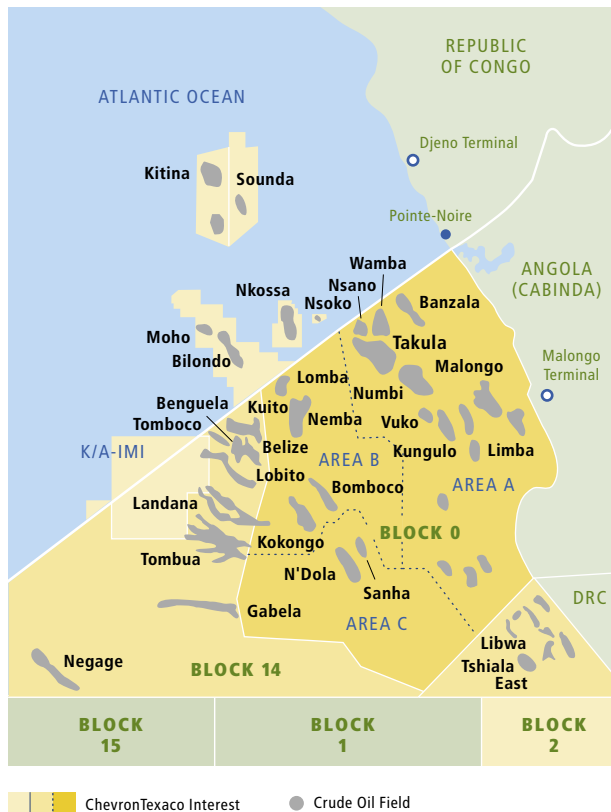 REPUBLIC
OF CONGO
ATLANTIC OCEAN
Djeno Terminal
Kitina
Sounda
Pointe-Noire
Wamba
Nsano
ANGOLA
(CABINDA)
Nkossa
Nsoko
Banzala
Moho
Bilondo
Takula
Malongo
Malongo
Terminal
Lomba
Numbi
Benguela
Kuito
Tomboco
Nemba
Vuko
K/A-IMI
Belize
Kungulo
Limba
AREA B
Lobito
Bomboco
AREA A
Landana
BLOCK 0
Kokongo
Tombua
N'Dola
Sanha
DRC
Gabela
AREA C
Libwa
Negage
BLOCK 14
Tshiala
East
BLOCK
15
BLOCK
1
BLOCK
2
ChevronTexaco Interest
Crude Oil Field